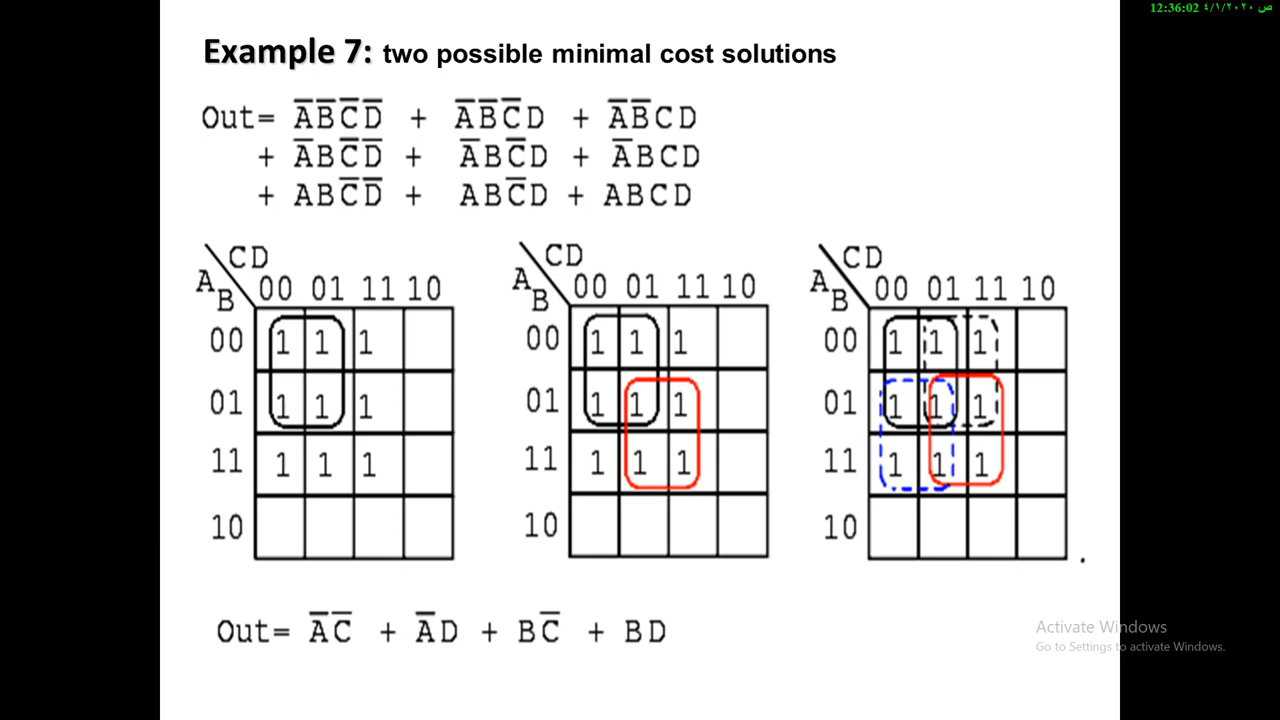 12:36:02 ٤/١/٢٠٢٠ ص
Example 7: two possible minimal cost solutions
Out= A̅B̅C̅D̅ + A̅B̅C̅D + A̅B̅CD
+ A̅BC̅D̅ + A̅BC̅D + A̅BCD
+ ABC̅D̅ + ABC̅D + ABCD
CD CD CD
A B 00 01 11 10 A B 00 01 11 10 A B 00 01 11 10
00 1 1 1 00 1 1 1 00 1 1 1
01 1 1 1 01 1 1 1 01 1 1 1
11 1 1 1 11 1 1 1 11 1 1 1
10 10 10 .
Out= A̅C̅ + A̅D + BC̅ + BD
Activate Windows
Go to Settings to activate Windows.